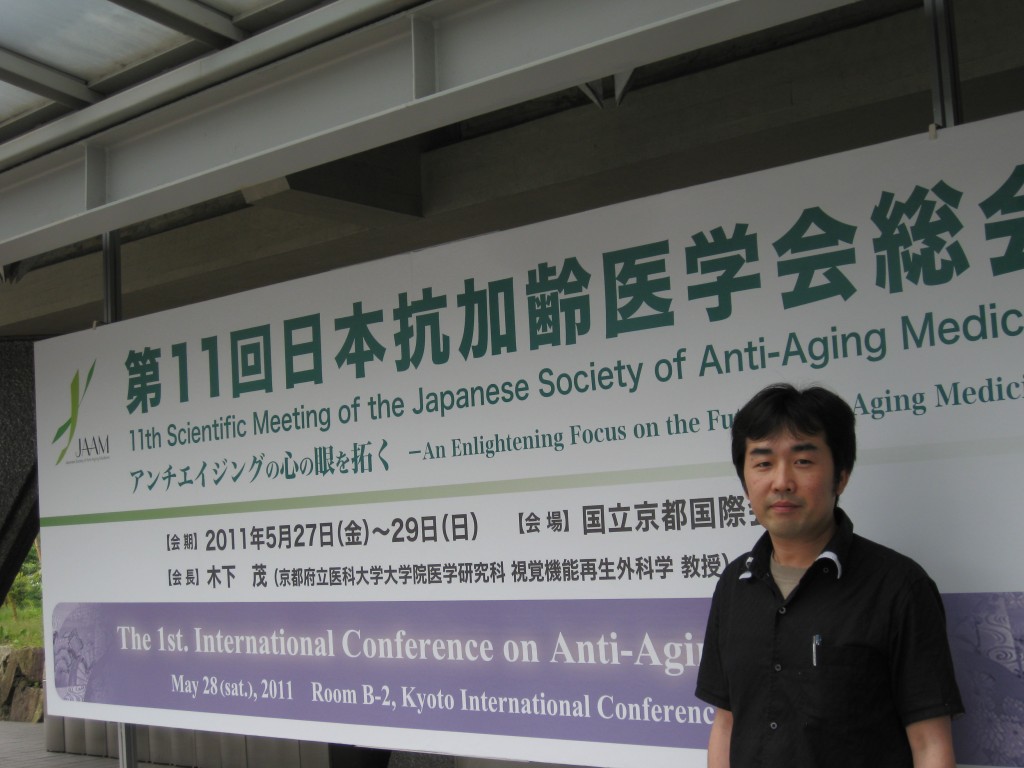 第11回日本抗加齢医学会総会
11th Scientific Meeting of the Japanese Society of Anti-Aging Medic
JAAM
アンチエイジングの心の眼を拓く －An Enlightening Focus on the Fu Aging Medici
【会期】 2011年5月27日(金)～29日(日) 【会場】 国立京都国際
【会長】 木下 茂 (京都府立医科大学大学院医学研究科 視覚機能再生外科学 教授)
The 1st. International Conference on Anti-Agi
May 28 (sat.), 2011 Room B-2, Kyoto International Conferenc